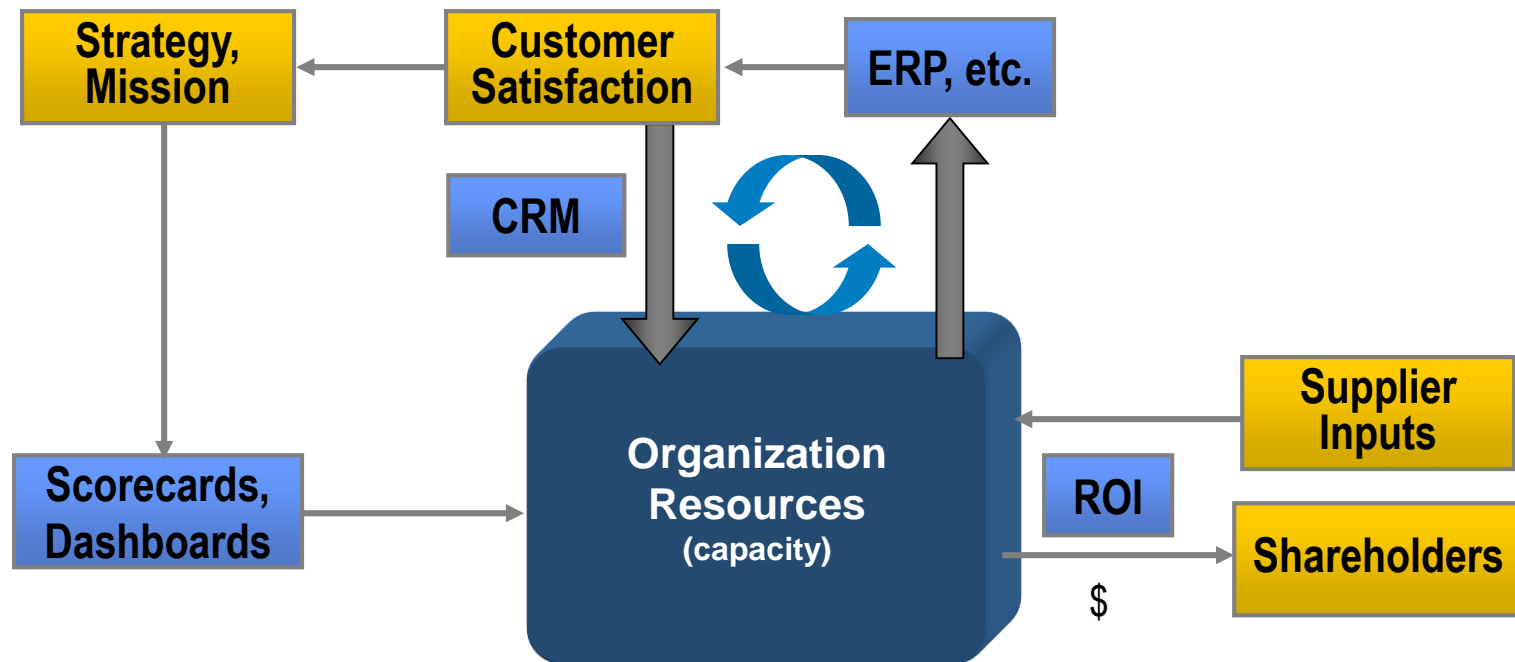 Strategy,
Mission
Customer
Satisfaction
ERP, etc.
CRM
Organization
Resources
(capacity)
Scorecards,
Dashboards
Supplier
Inputs
ROI
Shareholders
$